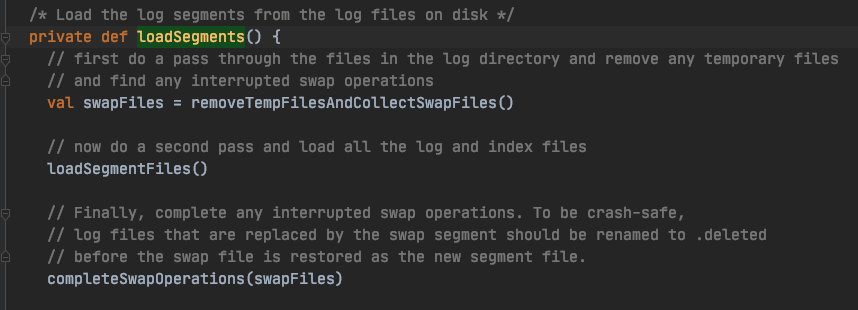 /* Load the log segments from the log files on disk */
private def loadSegments() {
// first do a pass through the files in the log directory and remove any temporary files
// and find any interrupted swap operations
val swapFiles = removeTempFilesAndCollectSwapFiles()
// now do a second pass and load all the log and index files
loadSegmentFiles()
// Finally, complete any interrupted swap operations. To be crash-safe,
// log files that are replaced by the swap segment should be renamed to .deleted
// before the swap file is restored as the new segment file.
completeSwapOperations(swapFiles)